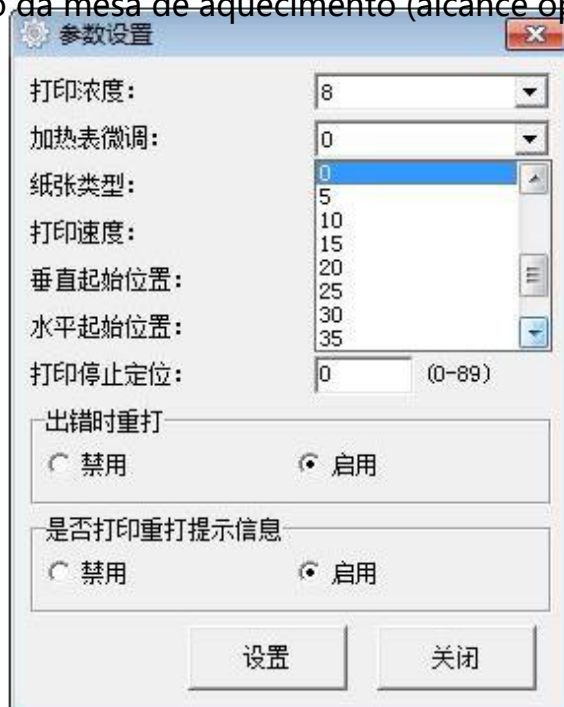 da mesa de aquecimento (alcance
参数设置
打印浓度: 8
加热表微调: 0
纸张类型:
0
5
打印速度:
10
15
垂直起始位置:
20
25
水平起始位置:
30
35
打印停止定位: 0 (0-89)
出错时重打
禁用 启用
是否打印重打提示信息
禁用 启用
设置 关闭